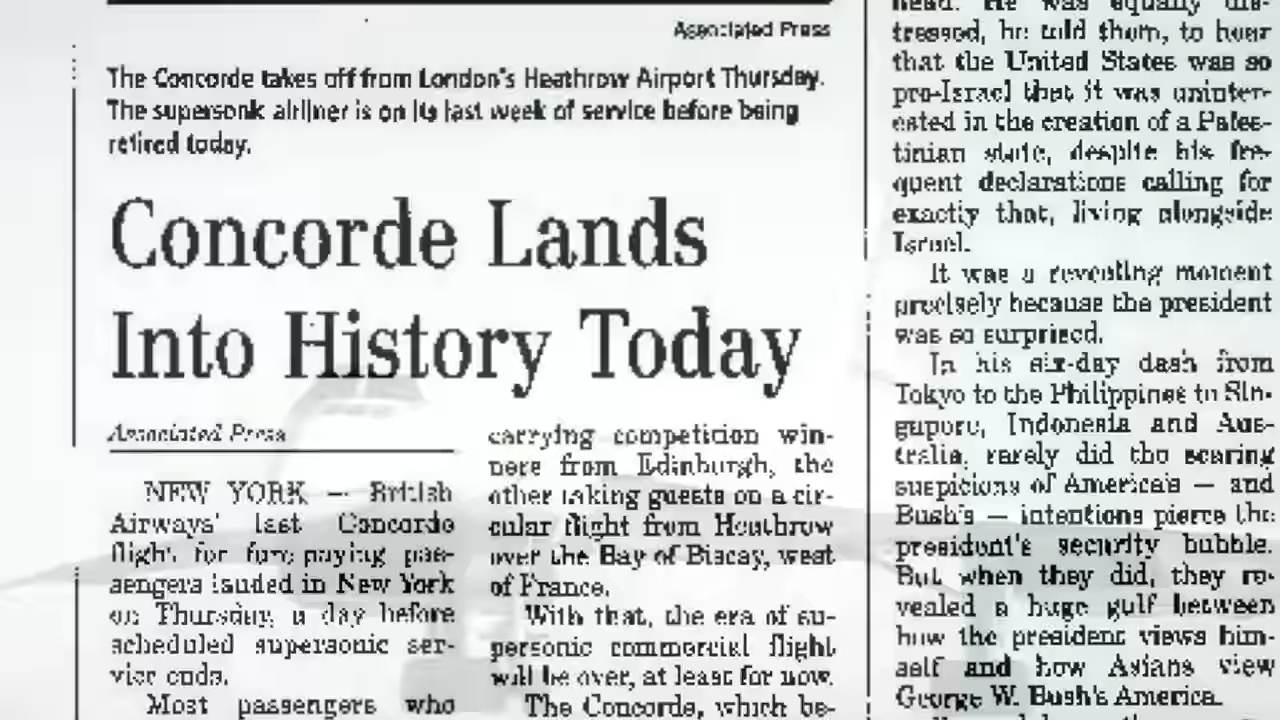 Associated Press
The Concorde takes off from London's Heathrow Airport Thursday.
The supersonic airliner is on its last week of service before being
retired today.
Concorde Lands
Into History Today
Associated Press
NEW YORK — British
Airways' last Concorde
flight for fare-paying pas-
sengers landed in New York
on Thursday, a day before
scheduled supersonic ser-
vice ends.
Most passengers who
carrying competition win-
ners from Edinburgh, the
other taking guests on a cir-
cular flight from Heathrow
over the Bay of Biscay, west
of France.
With that, the era of su-
personic commercial flight
will be over, at least for now.
The Concorde, which be-
head. He was equally dis-
tressed, he told them, to hear
that the United States was so
pro-Israel that it was uninter-
ested in the creation of a Pales-
tinian state, despite his fre-
quent declarations calling for
exactly that, living alongside
Israel.
It was a revealing moment
precisely because the president
was so surprised.
In his six-day dash from
Tokyo to the Philippines to Sin-
gapore, Indonesia and Aus-
tralia, rarely did the searing
suspicions of America's — and
Bush's — intentions pierce the
president's security bubble.
But when they did, they re-
vealed a huge gulf between
how the president views him-
self and how Asians view
George W. Bush's America.